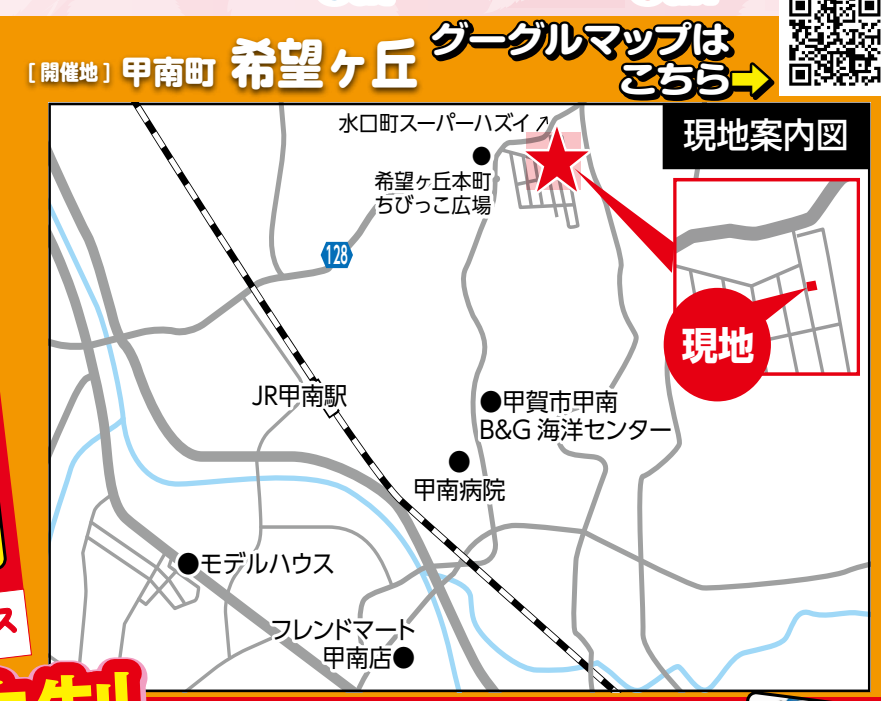 [開催地] 甲南町 希望ヶ丘
グーグルマップは
こちら➡
現地案内図
水口町スーパーハズイ↗
希望ヶ丘本町
ちびっこ広場
128
現地
JR甲南駅
●甲賀市甲南
B&G 海洋センター
甲南病院
●モデルハウス
フレンドマート
甲南店●
ス
制